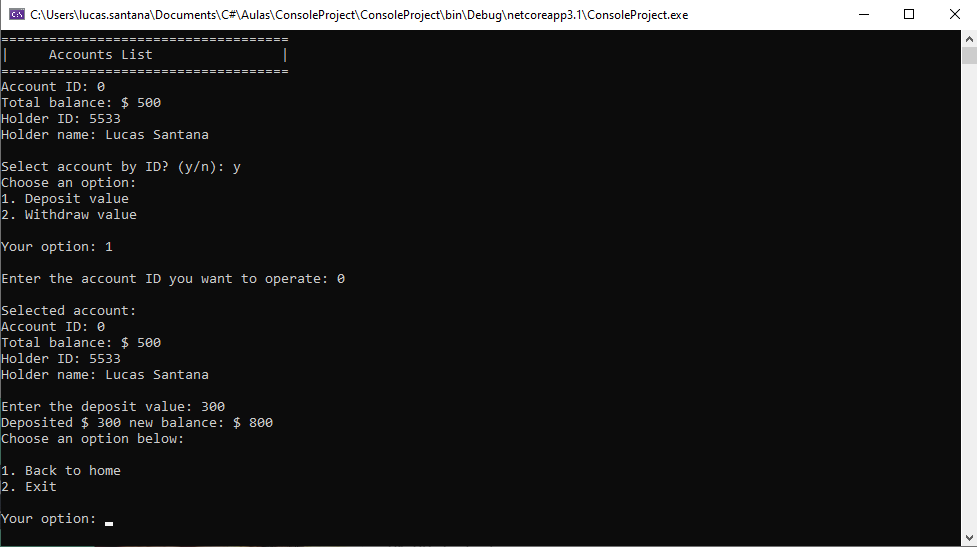 C:\Users\lucas.santana\Documents\C#\Aulas\ConsoleProject\ConsoleProject\bin\Debug\netcoreapp3.1\ConsoleProject.exe
====================================
|     Accounts List                |
====================================
Account ID: 0
Total balance: $ 500
Holder ID: 5533
Holder name: Lucas Santana
Select account by ID? (y/n): y
Choose an option:
1. Deposit value
2. Withdraw value
Your option: 1
Enter the account ID you want to operate: 0
Selected account:
Account ID: 0
Total balance: $ 500
Holder ID: 5533
Holder name: Lucas Santana
Enter the deposit value: 300
Deposited $ 300 new balance: $ 800
Choose an option below:
1. Back to home
2. Exit
Your option: